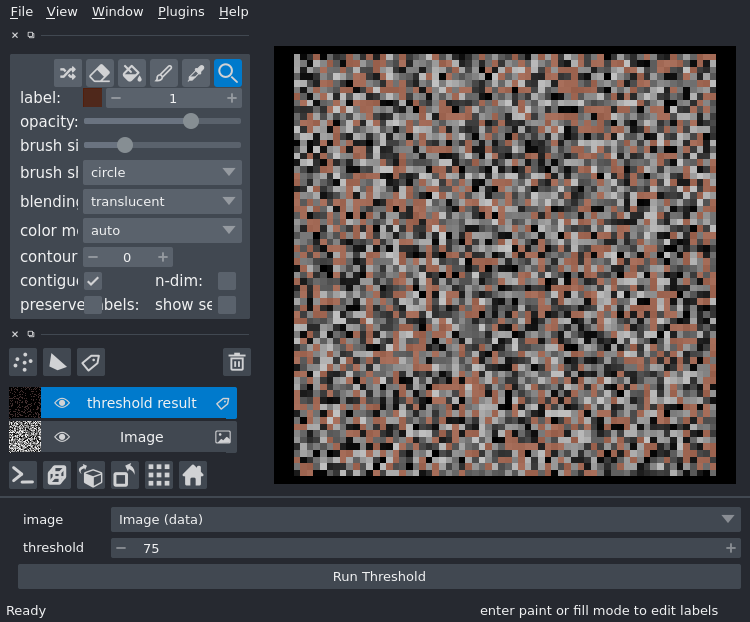 File View Window Plugins Help
label: 1
opacity:
brush si
brush sl circle
blending translucent
color m auto
contour 0
contigu n-dim:
preserve abels: show se
threshold result
Image
image Image (data)
threshold 75
Run Threshold
Ready enter paint or fill mode to edit labels